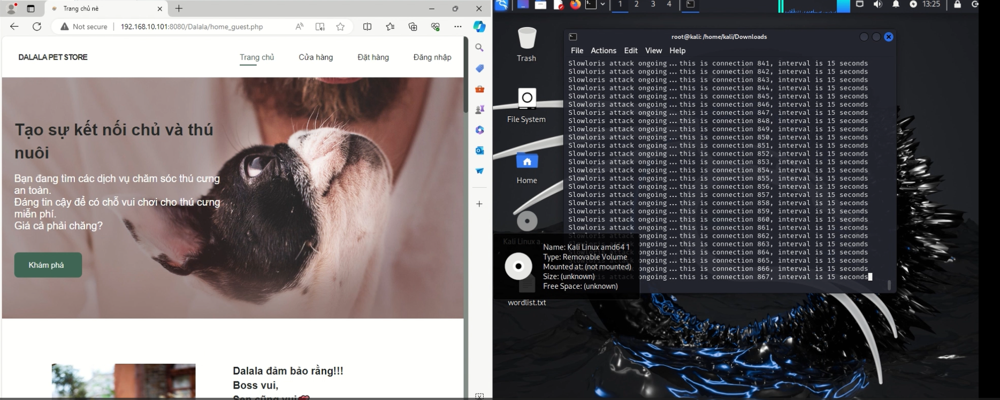 Trang chủ nè
Not secure
192.168.10.101:8080/Dalala/home_guest.php
DALALA PET STORE
Trang chủ
Cửa hàng
Đặt hàng
Đăng nhập
Tạo sự kết nối chủ và thú
nuôi
Bạn đang tìm các dịch vụ chăm sóc thú cưng
an toàn.
Đáng tin cậy để có chỗ vui chơi cho thú cưng
miễn phí.
Giá cả phải chăng?
Khám phá
Dalala đảm bảo rằng!!!
Boss vui,
Sen cũng vui
1 2 3 4
13:25
Trash
File System
Home
Kali Linux a...
wordlist.txt
root@kali: /home/kali/Downloads
File Actions Edit View Help
Slowloris attack ongoing...this is connection 841, interval is 15 seconds
Slowloris attack ongoing...this is connection 842, interval is 15 seconds
Slowloris attack ongoing...this is connection 843, interval is 15 seconds
Slowloris attack ongoing...this is connection 844, interval is 15 seconds
Slowloris attack ongoing...this is connection 845, interval is 15 seconds
Slowloris attack ongoing...this is connection 846, interval is 15 seconds
Slowloris attack ongoing...this is connection 847, interval is 15 seconds
Slowloris attack ongoing...this is connection 848, interval is 15 seconds
Slowloris attack ongoing...this is connection 849, interval is 15 seconds
Slowloris attack ongoing...this is connection 850, interval is 15 seconds
Slowloris attack ongoing...this is connection 851, interval is 15 seconds
Slowloris attack ongoing...this is connection 852, interval is 15 seconds
Slowloris attack ongoing...this is connection 853, interval is 15 seconds
Slowloris attack ongoing...this is connection 854, interval is 15 seconds
Slowloris attack ongoing...this is connection 855, interval is 15 seconds
Slowloris attack ongoing...this is connection 856, interval is 15 seconds
Slowloris attack ongoing...this is connection 857, interval is 15 seconds
Slowloris attack ongoing...this is connection 858, interval is 15 seconds
Slowloris attack ongoing...this is connection 859, interval is 15 seconds
Slowloris attack ongoing...this is connection 860, interval is 15 seconds
Slowloris attack ongoing...this is connection 861, interval is 15 seconds
ongoing...this is connection 862, interval is 15 seconds
ongoing...this is connection 863, interval is 15 seconds
ongoing...this is connection 864, interval is 15 seconds
ongoing...this is connection 865, interval is 15 seconds
ongoing...this is connection 866, interval is 15 seconds
attack ongoing...this is connection 867, interval is 15 seconds
Name: Kali Linux amd64 1
Type: Removable Volume
Mounted at: (not mounted)
Size: (unknown)
Free Space: (unknown)